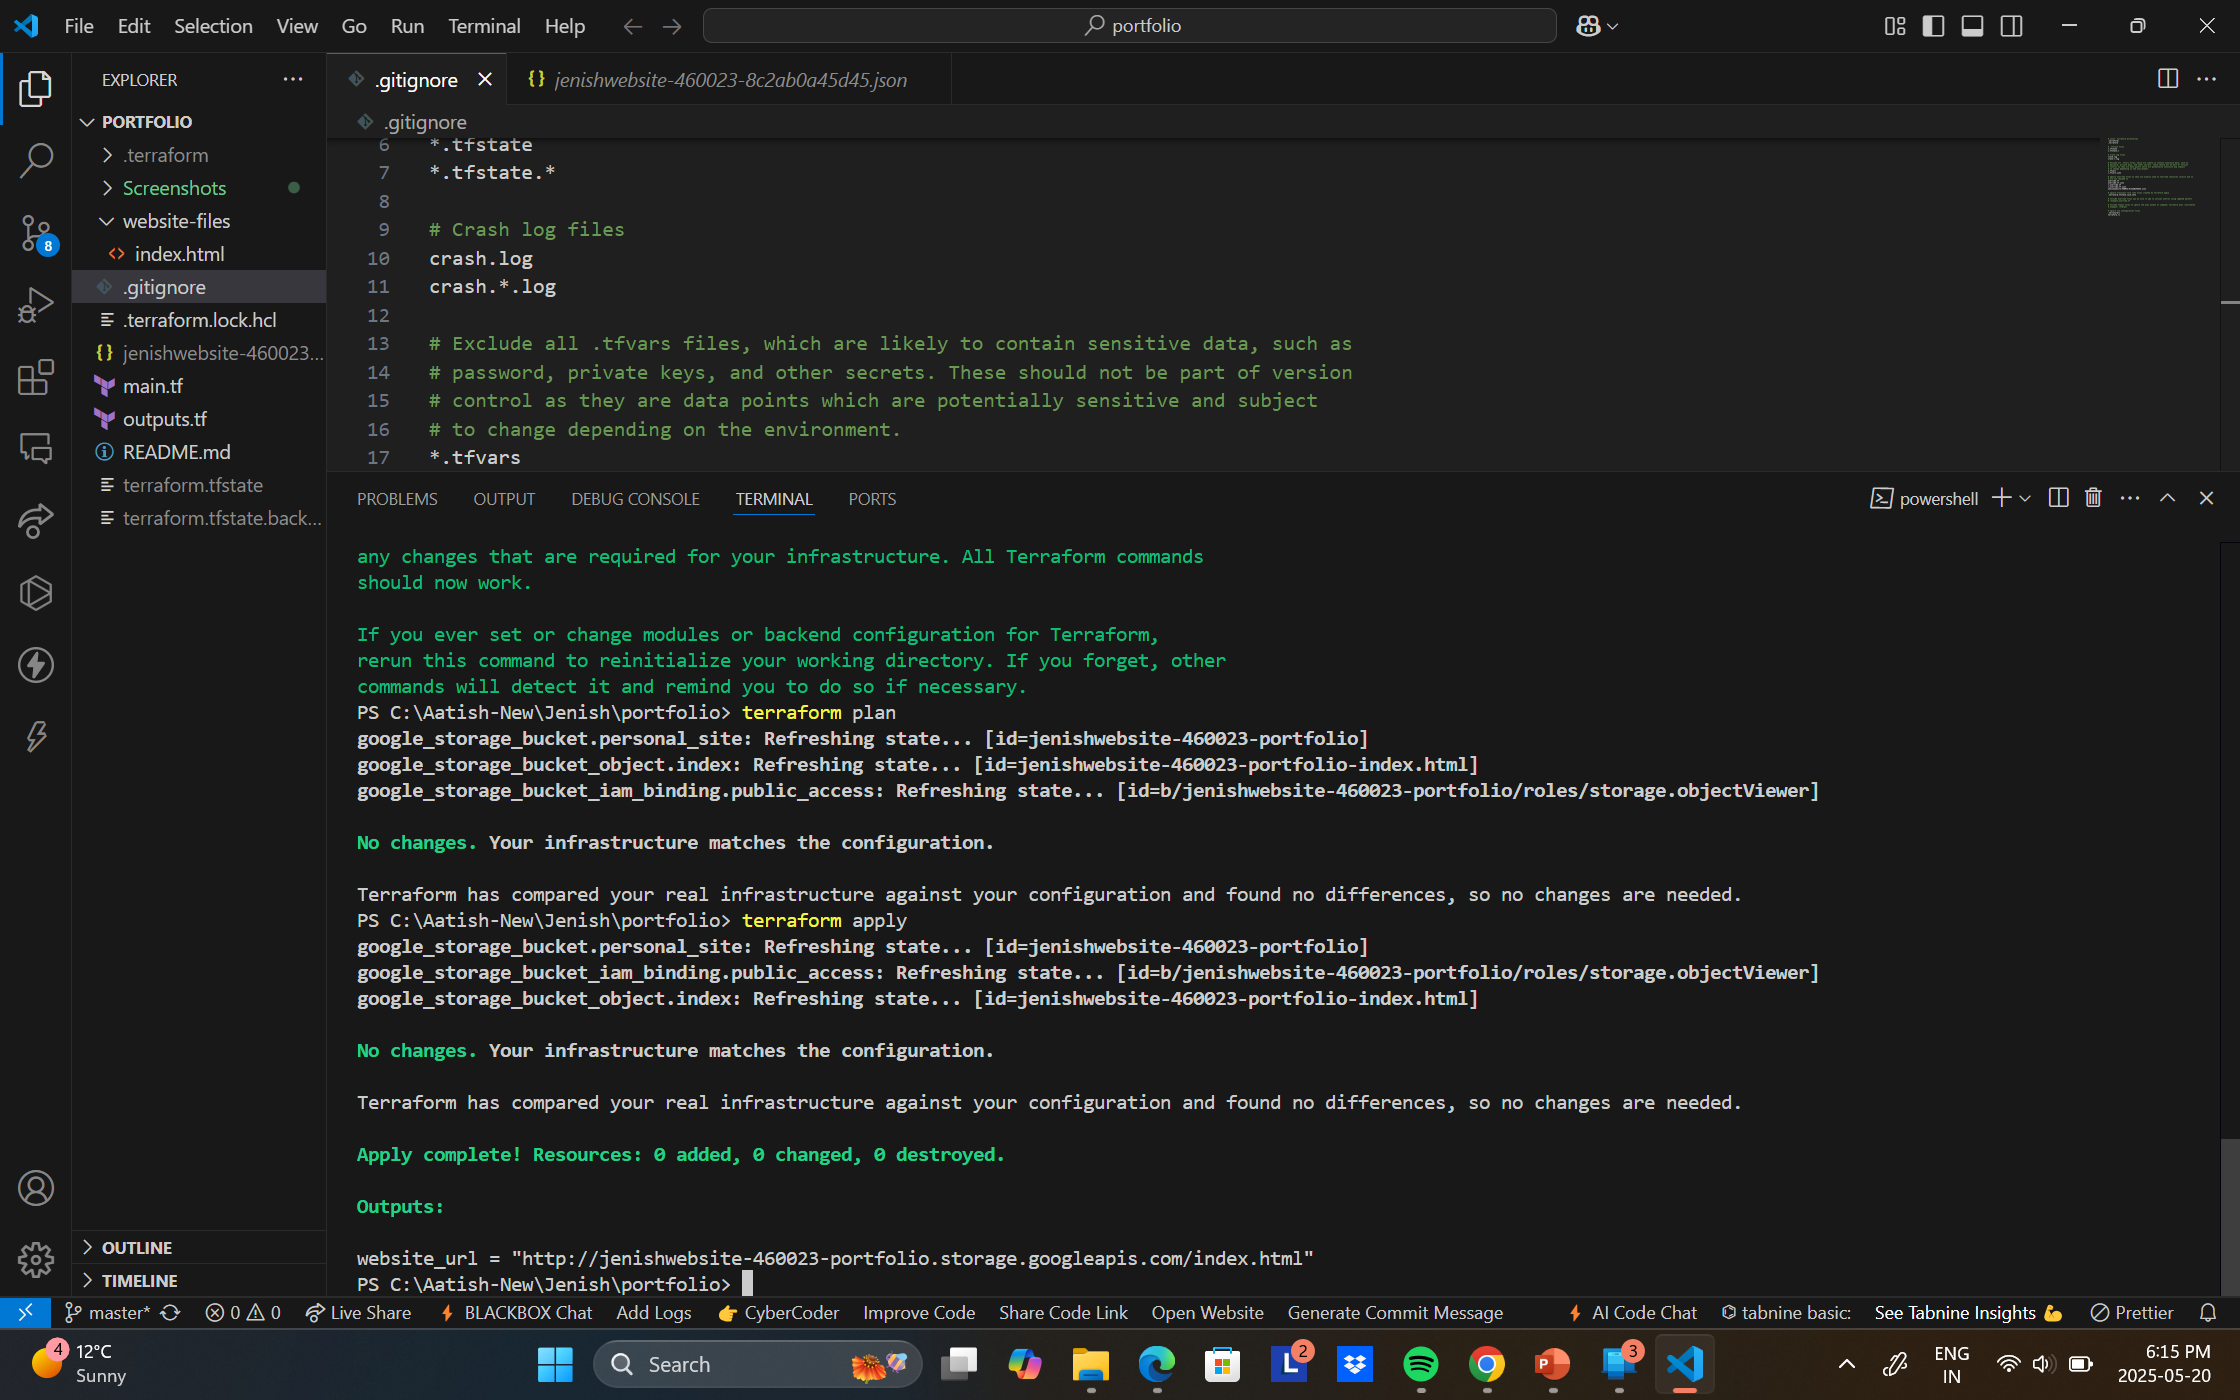 File Edit Selection View Go Run Terminal Help
portfolio
EXPLORER
PORTFOLIO
.terraform
Screenshots
website-files
index.html
.gitignore
.terraform.lock.hcl
jenishwebsite-460023...
main.tf
outputs.tf
README.md
terraform.tfstate
terraform.tfstate.back...
OUTLINE
TIMELINE
8
.gitignore
jenishwebsite-460023-8c2ab0a45d45.json
.gitignore
6 *.tfstate
7 *.tfstate.*
8
9 # Crash log files
10 crash.log
11 crash.*.log
12
13 # Exclude all .tfvars files, which are likely to contain sensitive data, such as
14 # password, private keys, and other secrets. These should not be part of version
15 # control as they are data points which are potentially sensitive and subject
16 # to change depending on the environment.
17 *.tfvars
PROBLEMS OUTPUT DEBUG CONSOLE TERMINAL PORTS
powershell
any changes that are required for your infrastructure. All Terraform commands
should now work.
If you ever set or change modules or backend configuration for Terraform,
rerun this command to reinitialize your working directory. If you forget, other
commands will detect it and remind you to do so if necessary.
PS C:\Aatish-New\Jenish\portfolio> terraform plan
google_storage_bucket.personal_site: Refreshing state... [id=jenishwebsite-460023-portfolio]
google_storage_bucket_object.index: Refreshing state... [id=jenishwebsite-460023-portfolio-index.html]
google_storage_bucket_iam_binding.public_access: Refreshing state... [id=b/jenishwebsite-460023-portfolio/roles/storage.objectViewer]
No changes. Your infrastructure matches the configuration.
Terraform has compared your real infrastructure against your configuration and found no differences, so no changes are needed.
PS C:\Aatish-New\Jenish\portfolio> terraform apply
google_storage_bucket.personal_site: Refreshing state... [id=jenishwebsite-460023-portfolio]
google_storage_bucket_iam_binding.public_access: Refreshing state... [id=b/jenishwebsite-460023-portfolio/roles/storage.objectViewer]
google_storage_bucket_object.index: Refreshing state... [id=jenishwebsite-460023-portfolio-index.html]
No changes. Your infrastructure matches the configuration.
Terraform has compared your real infrastructure against your configuration and found no differences, so no changes are needed.
Apply complete! Resources: 0 added, 0 changed, 0 destroyed.
Outputs:
website_url = "http://jenishwebsite-460023-portfolio.storage.googleapis.com/index.html"
PS C:\Aatish-New\Jenish\portfolio>
master* 0 0 Live Share BLACKBOX Chat Add Logs CyberCoder Improve Code Share Code Link Open Website Generate Commit Message AI Code Chat tabnine basic: See Tabnine Insights Prettier
4 12°C
Sunny
Search
L 2
P
3
ENG
IN
6:15 PM
2025-05-20